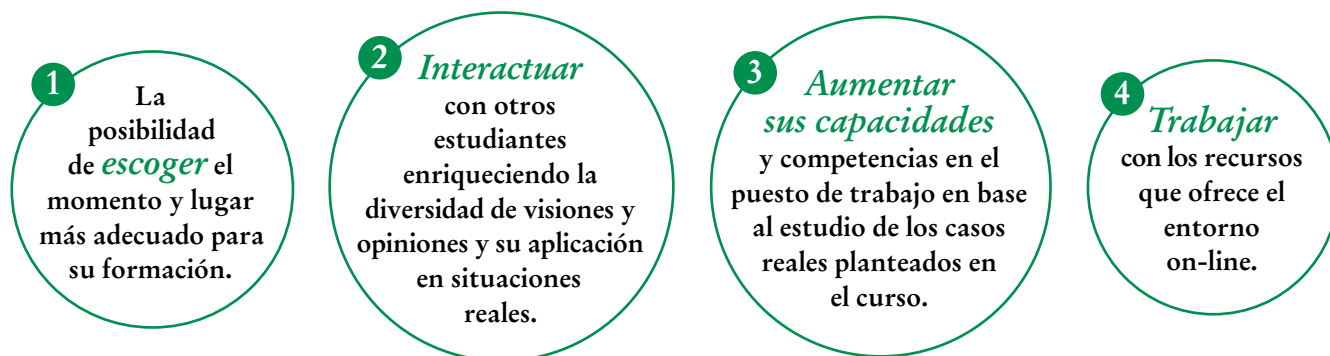 1
La
posibilidad
de escoger el
momento y lugar
más adecuado para
su formación.
2
Interactuar
con otros
estudiantes
enriqueciendo la
diversidad de visiones y
opiniones y su aplicación
en situaciones
reales.
3
Aumentar
sus capacidades
y competencias en el
puesto de trabajo en base
al estudio de los casos
reales planteados en
el curso.
4
Trabajar
con los recursos
que ofrece el
entorno
on-line.